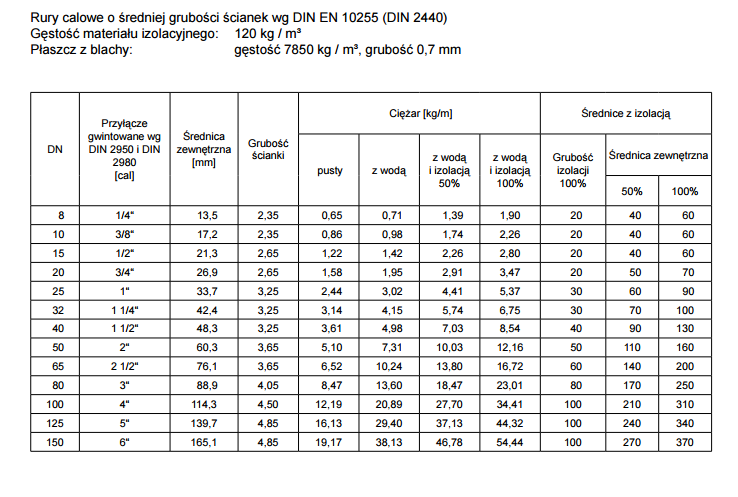 Rury calowe o średniej grubości ścianek wg DIN EN 10255 (DIN 2440)
Gęstość materiału izolacyjnego: 120 kg / m³
Płaszcz z blachy: gęstość 7850 kg / m³, grubość 0,7 mm
DN
Przyłącze
gwintowane wg
DIN 2950 i DIN
2980
[cal]
Średnica
zewnętrzna
[mm]
Grubość
ścianki
Ciężar [kg/m]
Średnice z izolacją
pusty
z wodą
z wodą
i izolacją
50%
z wodą
i izolacją
100%
Grubość
izolacji
100%
Średnica zewnętrzna
50% 100%
8 1/4" 13,5 2,35 0,65 0,71 1,39 1,90 20 40 60
10 3/8" 17,2 2,35 0,86 0,98 1,74 2,26 20 40 60
15 1/2" 21,3 2,65 1,22 1,42 2,26 2,80 20 40 60
20 3/4" 26,9 2,65 1,58 1,95 2,91 3,47 20 50 70
25 1" 33,7 3,25 2,44 3,02 4,41 5,37 30 60 90
32 1 1/4" 42,4 3,25 3,14 4,15 5,74 6,75 30 70 100
40 1 1/2" 48,3 3,25 3,61 4,98 7,03 8,54 40 90 130
50 2" 60,3 3,65 5,10 7,31 10,03 12,16 50 110 160
65 2 1/2" 76,1 3,65 6,52 10,24 13,80 16,72 60 140 200
80 3" 88,9 4,05 8,47 13,60 18,47 23,01 80 170 250
100 4" 114,3 4,50 12,19 20,89 27,70 34,41 100 210 310
125 5" 139,7 4,85 16,13 29,40 37,13 44,32 100 240 340
150 6" 165,1 4,85 19,17 38,13 46,78 54,44 100 270 370